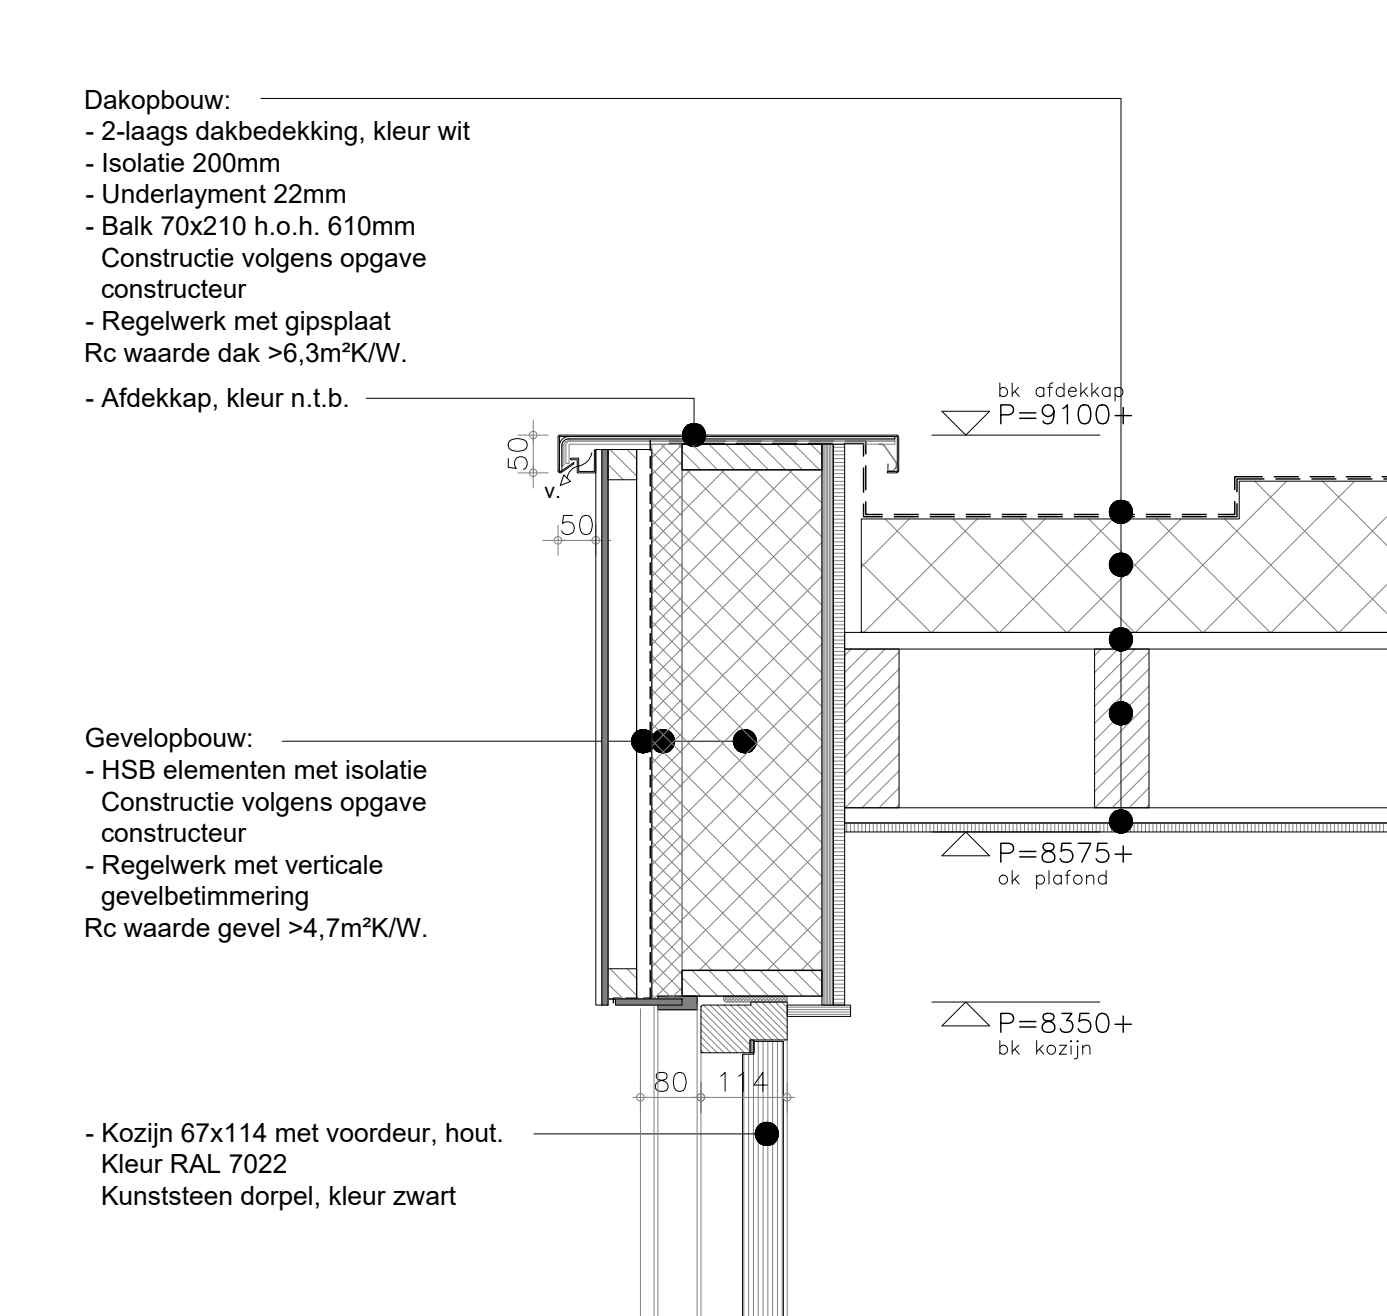 Dakopbouw:
- 2-laags dakbedekking, kleur wit
- Isolatie 200mm
- Underlayment 22mm
- Balk 70x210 h.o.h. 610mm
Constructie volgens opgave
constructeur
- Regelwerk met gipsplaat
Rc waarde dak >6,3m²K/W.
- Afdekkap, kleur n.t.b.
bk afdekkap
P=9100+
50
v.
50
Gevelopbouw:
- HSB elementen met isolatie
Constructie volgens opgave
constructeur
- Regelwerk met verticale
gevelbetimmering
Rc waarde gevel >4,7m²K/W.
P=8575+
ok plafond
P=8350+
bk kozijn
80 114
- Kozijn 67x114 met voordeur, hout.
Kleur RAL 7022
Kunststeen dorpel, kleur zwart